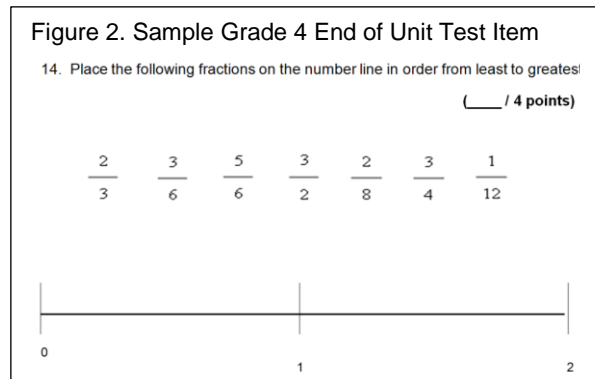 Figure 2. Sample Grade 4 End of Unit Test Item
14. Place the following fractions on the number line in order from least to greatest
(____/ 4 points)
2 3 5 3 2 3 1
3 6 6 2 8 4 12
0 1 2